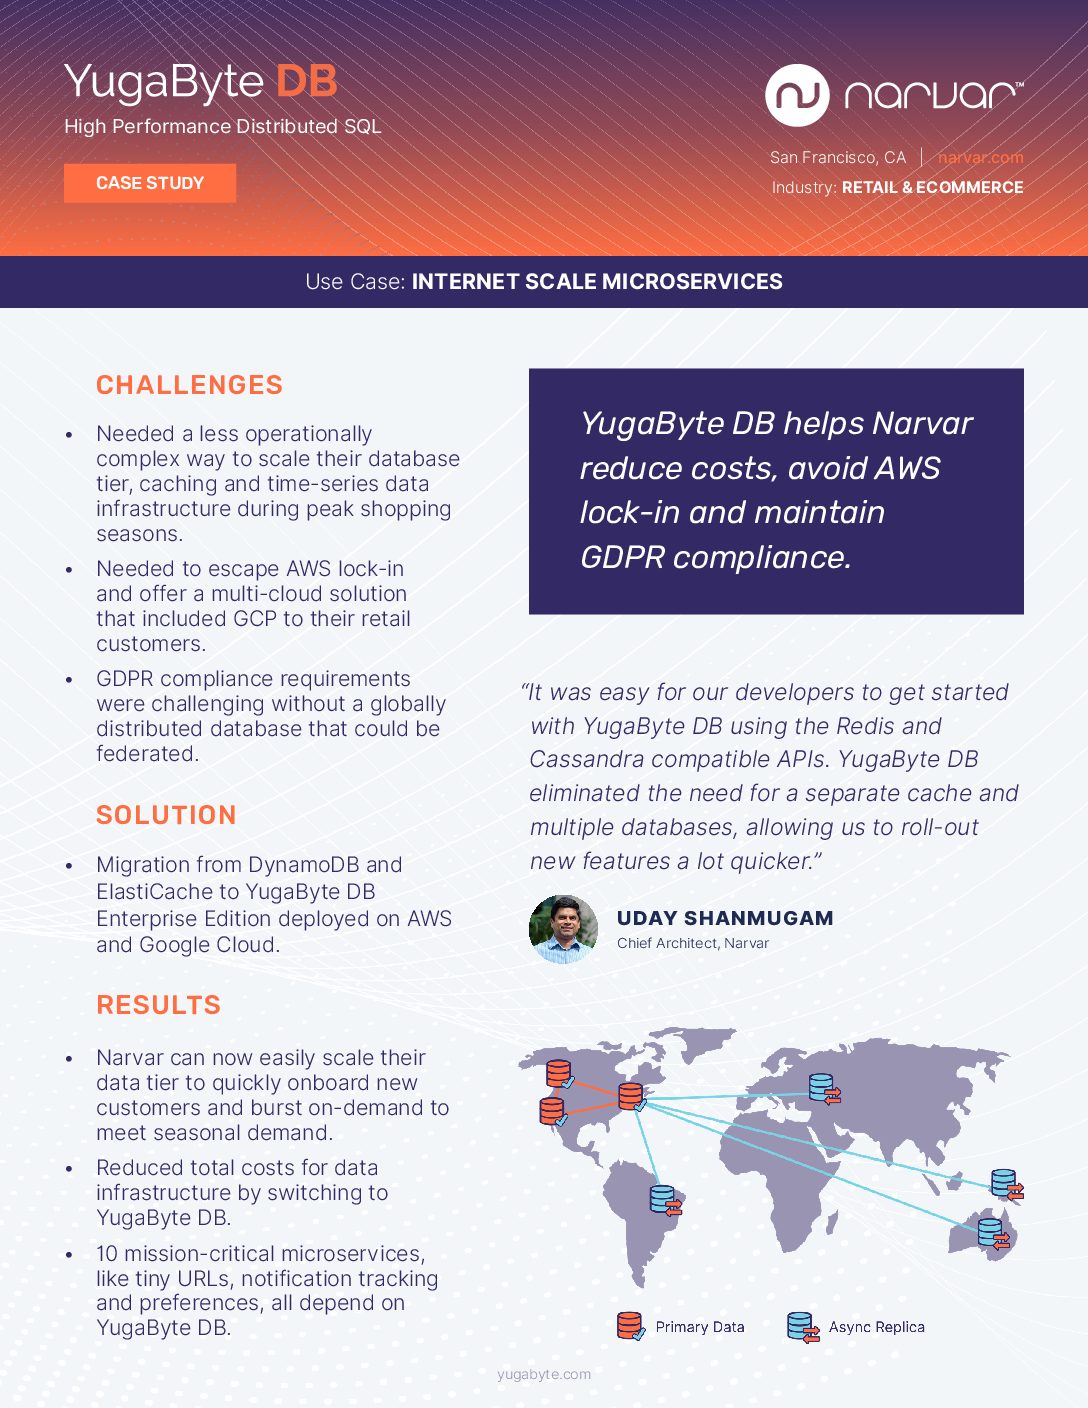 YugaByte DB
High Performance Distributed SQL
CASE STUDY
narvar™
San Francisco, CA | narvar.com
Industry: RETAIL & ECOMMERCE
Use Case: INTERNET SCALE MICROSERVICES
CHALLENGES
• Needed a less operationally
complex way to scale their database
tier, caching and time-series data
infrastructure during peak shopping
seasons.
• Needed to escape AWS lock-in
and offer a multi-cloud solution
that included GCP to their retail
customers.
• GDPR compliance requirements
were challenging without a globally
distributed database that could be
federated.
SOLUTION
• Migration from DynamoDB and
ElastiCache to YugaByte DB
Enterprise Edition deployed on AWS
and Google Cloud.
RESULTS
• Narvar can now easily scale their
data tier to quickly onboard new
customers and burst on-demand to
meet seasonal demand.
• Reduced total costs for data
infrastructure by switching to
YugaByte DB.
• 10 mission-critical microservices,
like tiny URLs, notification tracking
and preferences, all depend on
YugaByte DB.
YugaByte DB helps Narvar
reduce costs, avoid AWS
lock-in and maintain
GDPR compliance.
“It was easy for our developers to get started
with YugaByte DB using the Redis and
Cassandra compatible APIs. YugaByte DB
eliminated the need for a separate cache and
multiple databases, allowing us to roll-out
new features a lot quicker.”
UDAY SHANMUGAM
Chief Architect, Narvar
Primary Data
Async Replica
yugabyte.com